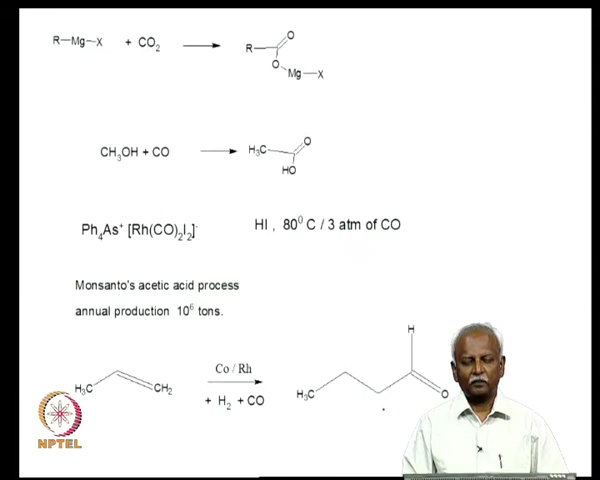 R—Mg—X + CO₂ → R O O Mg—X
CH₃OH + CO → H₃C O HO
Ph₄As⁺ [Rh(CO)₂I₂]⁻ HI , 80⁰ C / 3 atm of CO
Monsanto's acetic acid process
annual production 10⁶ tons.
H₃C CH₂ Co / Rh + H₂ + CO → H₃C H O
NPTEL